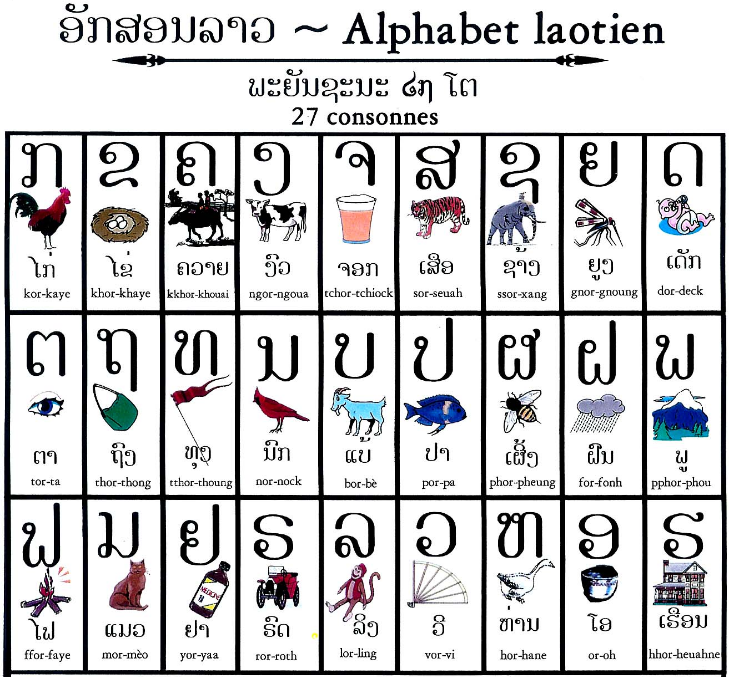 ອັກສອນລາວ ~ Alphabet laotien
ພະຍັນຊະນະ ໒໗ ໂຕ
27 consonnes
ກ ຂ ຄ ງ ຈ ສ ຊ ຍ ດ
ໄກ່ ໄຂ່ ຄວາຍ ງົວ ຈອກ ເສືອ ຊ້າງ ຍູງ ເດັກ
kor-kaye khor-khaye kkhor-khouai ngor-ngoua tchor-tchiock sor-seuah ssor-xang gnor-gnoung dor-deck
ຕ ຖ ທ ນ ບ ປ ຜ ຝ ພ
ຕາ ຖົງ ທຸງ ນົກ ແບ້ ປາ ເຜິ້ງ ຝົນ ພູ
tor-ta thor-thong tthor-thoung nor-nock bor-bè por-pa phor-pheung for-fonh pphor-phou
ຟ ມ ຢ ຣ ລ ວ ຫ ອ ຮ
ໄຟ ແມວ ຢາ ຣົດ ລິງ ວີ ຫ່ານ ໂອ ເຮືອນ
ffor-faye mor-mèo yor-yaa ror-roth lor-ling vor-vi hor-hane or-oh hhor-heuahne